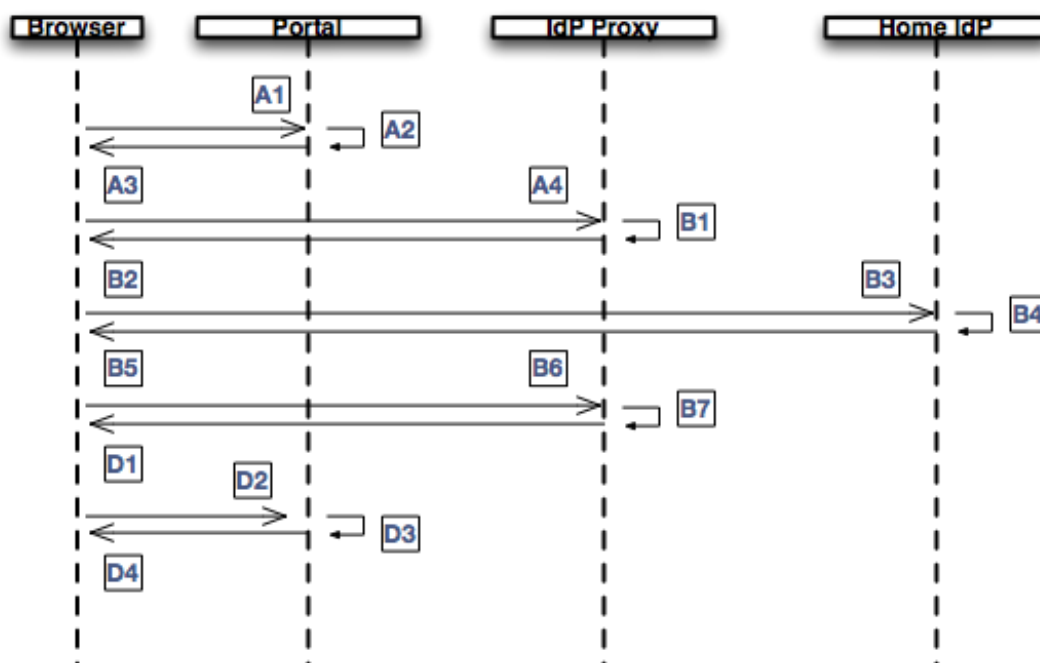 Browser Portal IdP Proxy Home IdP
A1
A2
A3 A4
B1
B2 B3
B4
B5 B6
B7
D1
D2
D3
D4